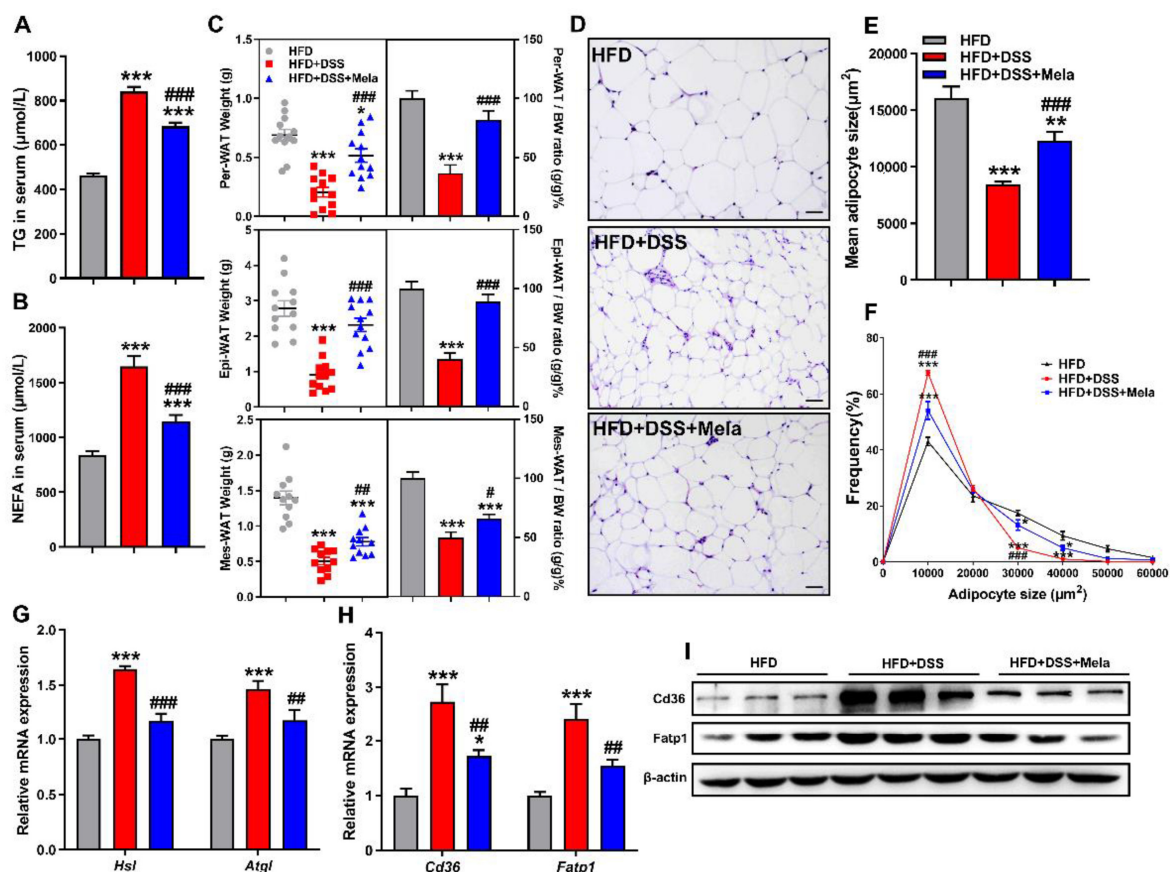 A
TG in serum (μmol/L)
1000
800
600
400
200
0
***
###
***
B
NEFA in serum (μmol/L)
2000
1500
1000
500
0
***
###
***
C
HFD
HFD+DSS
HFD+DSS+Mela
Per-WAT Weight (g)
1.5
1.0
0.5
0.0
***
###
*
***
###
150
100
50
0
Per-WAT / BW ratio (g/g)%
Epi-WAT Weight (g)
5
4
3
2
1
0
***
###
***
###
150
100
50
0
Epi-WAT / BW ratio (g/g)%
Mes-WAT Weight (g)
2.5
2.0
1.5
1.0
0.5
0.0
***
##
***
***
#
***
150
100
50
0
Mes-WAT / BW ratio (g/g)%
D
HFD
HFD+DSS
HFD+DSS+Mela
E
HFD
HFD+DSS
HFD+DSS+Mela
Mean adipocyte size(μm²)
20000
15000
10000
5000
0
***
###
**
F
Frequency(%)
80
60
40
20
0
###
***
***
HFD
HFD+DSS
HFD+DSS+Mela
*
***
###
*
***
0 10000 20000 30000 40000 50000 60000
Adipocyte size (μm²)
G
Relative mRNA expression
2.0
1.5
1.0
0.5
0.0
***
###
***
##
Hsl Atgl
H
Relative mRNA expression
4
3
2
1
0
***
##
*
***
##
Cd36 Fatp1
I
HFD HFD+DSS HFD+DSS+Mela
Cd36
Fatp1
β-actin